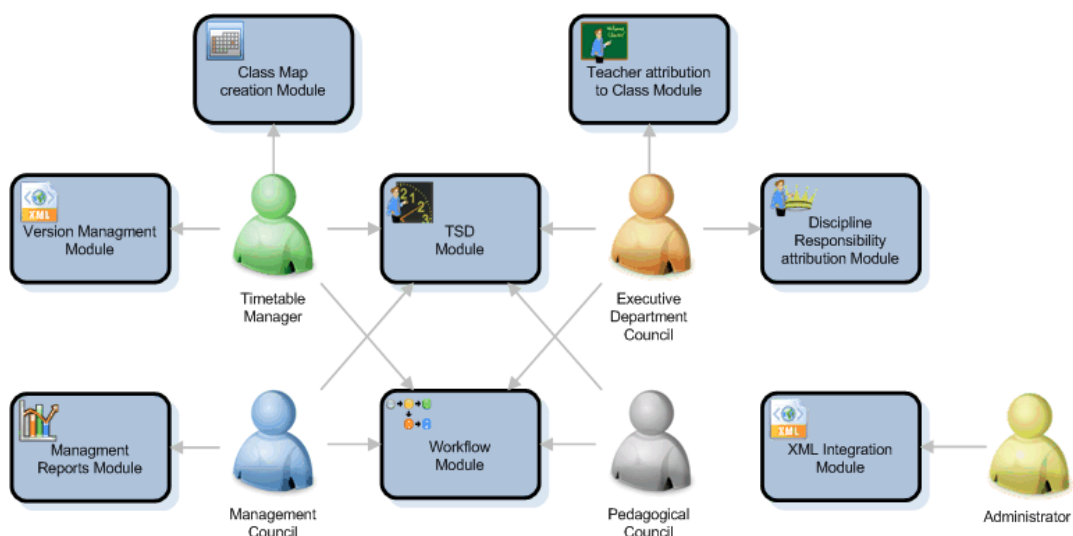 Class Map
creation Module
Teacher attribution
to Class Module
XML
Version Managment
Module
TSD
Module
Discipline
Responsibility
attribution Module
Timetable
Manager
Executive
Department
Council
Managment
Reports Module
Workflow
Module
XML
XML Integration
Module
Management
Council
Pedagogical
Council
Administrator